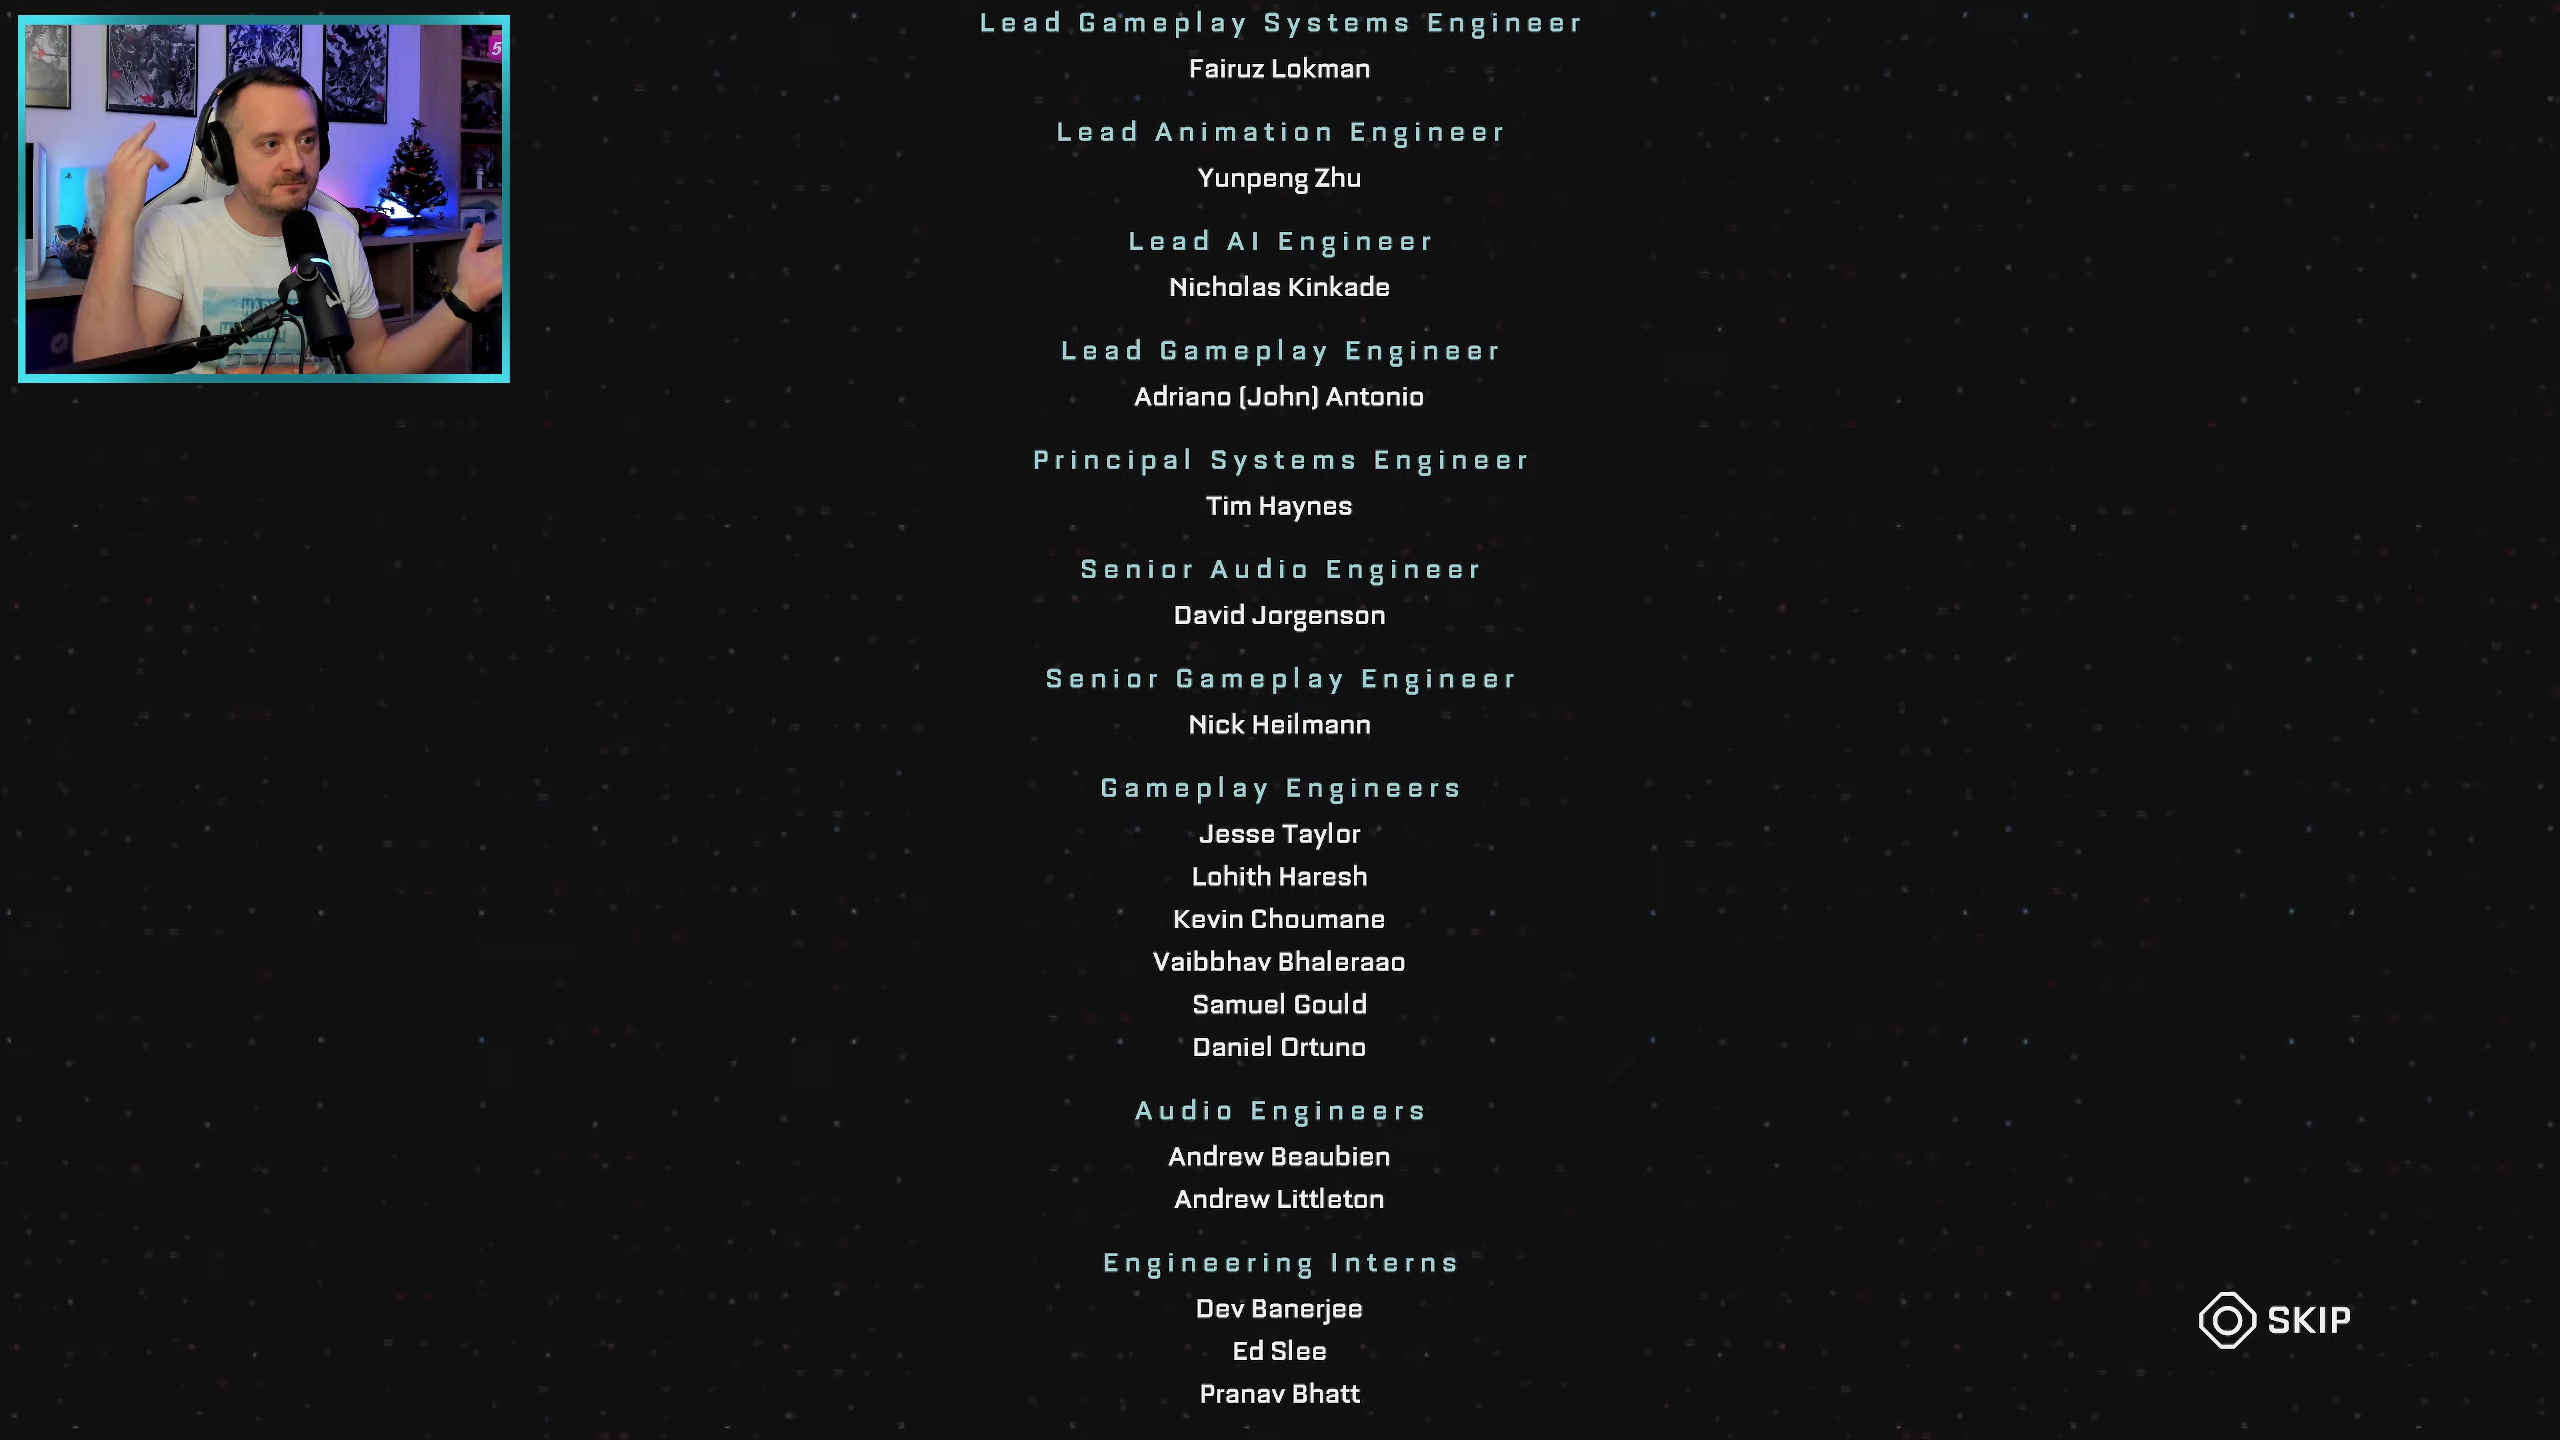 Lead Gameplay Systems Engineer
Fairuz Lokman
Lead Animation Engineer
Yunpeng Zhu
Lead AI Engineer
Nicholas Kinkade
Lead Gameplay Engineer
Adriano (John) Antonio
Principal Systems Engineer
Tim Haynes
Senior Audio Engineer
David Jorgenson
Senior Gameplay Engineer
Nick Heilmann
Gameplay Engineers
Jesse Taylor
Lohith Haresh
Kevin Choumane
Vaibbhav Bhaleraao
Samuel Gould
Daniel Ortuno
Audio Engineers
Andrew Beaubien
Andrew Littleton
Engineering Interns
Dev Banerjee
Ed Slee
Pranav Bhatt
SKIP